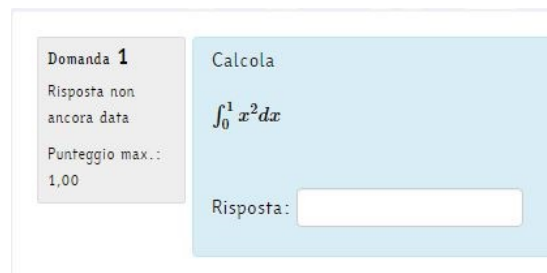 Domanda 1
Risposta non
ancora data
Punteggio max.:
1,00
Calcola
∫₀¹ x²dx
Risposta: